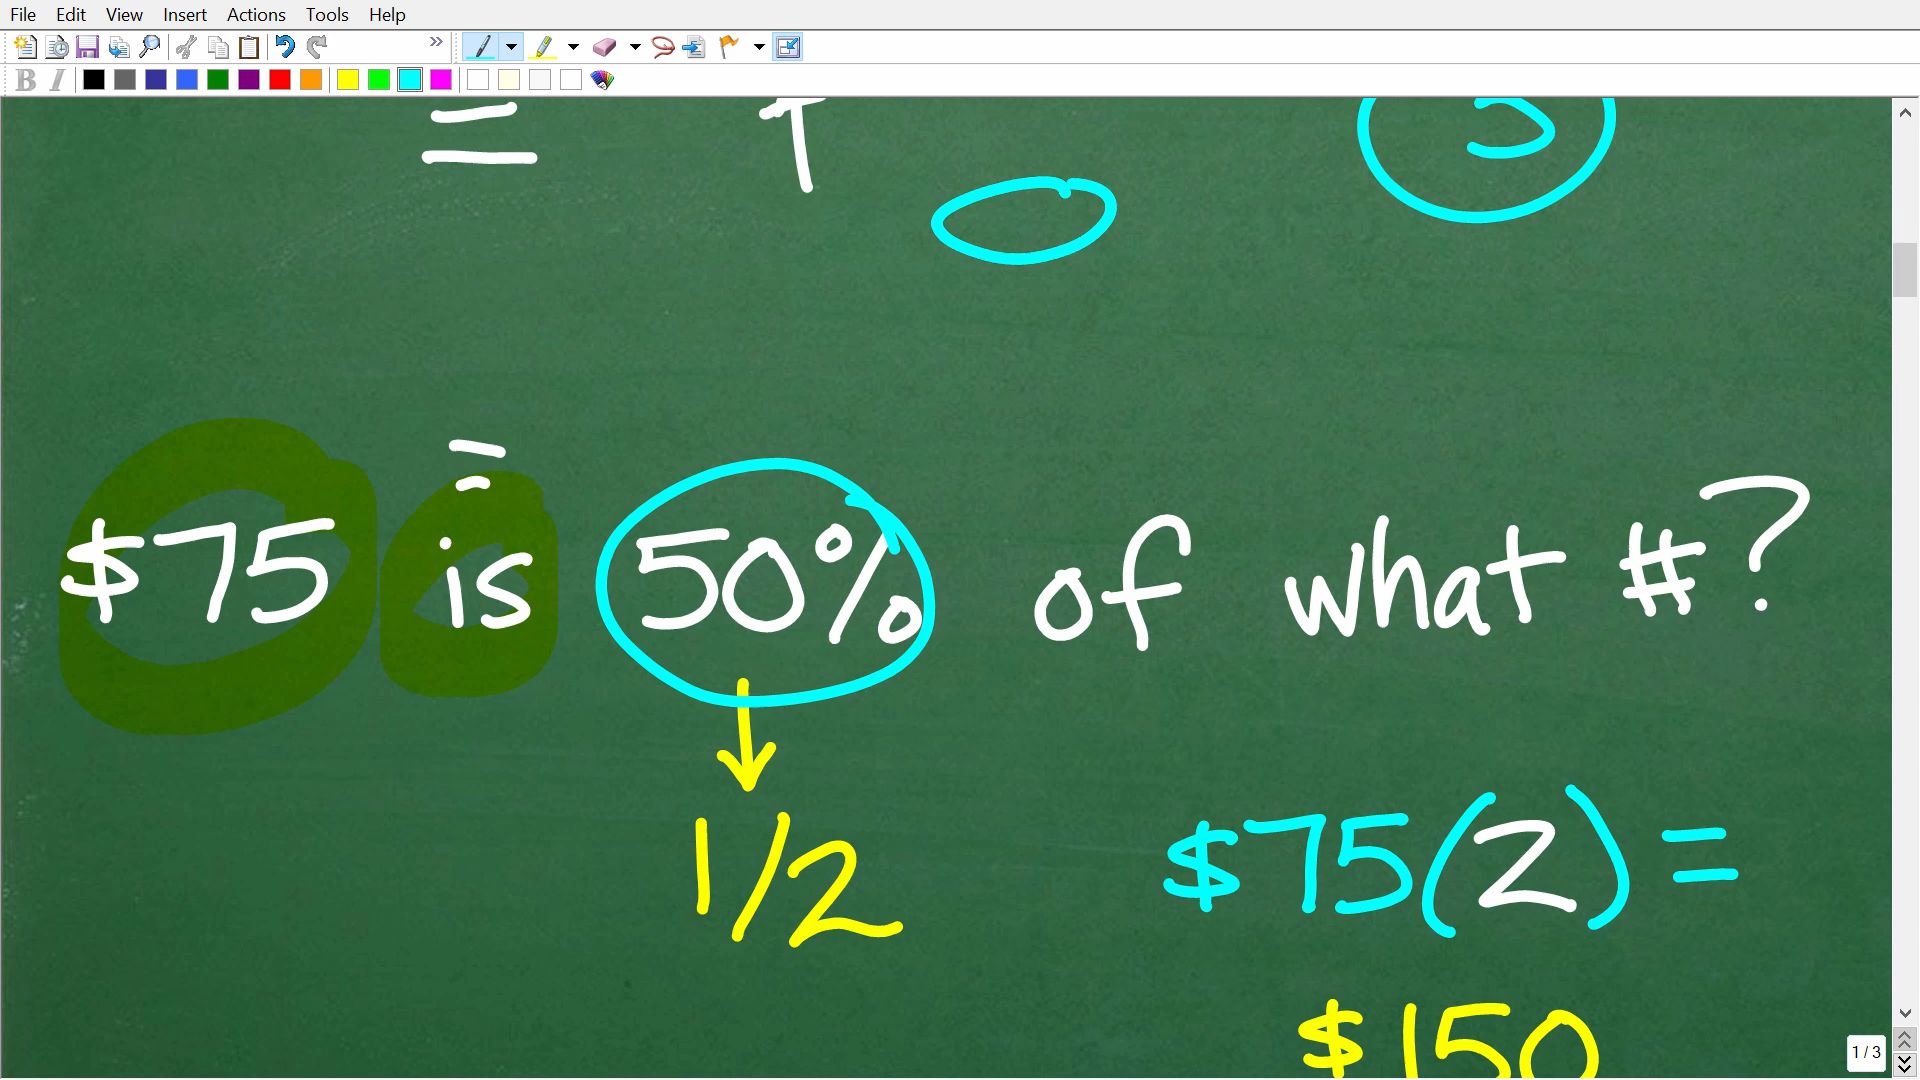 File Edit View Insert Actions Tools Help
B I
=
$75 is 50% of what #?
=
1/2
$75(2) =
$150
1 / 3